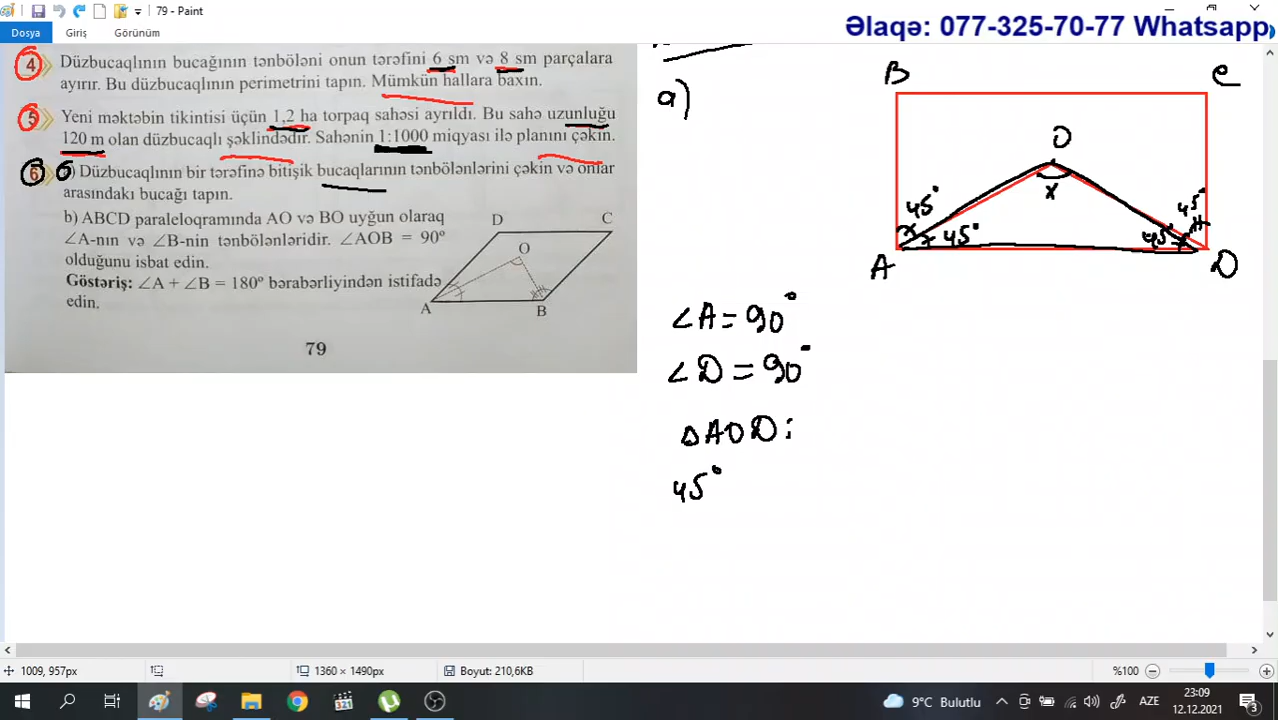 79 - Paint
Əlaqə: 077-325-70-77 Whatsapp
Dosya
Giriş
Görünüm
4 Düzbucaqlının bucağının tənböləni onun tərəfini 6 sm və 8 sm parçalara
ayırır. Bu düzbucaqlının perimetrini tapın. Mümkün hallara baxın.
5 Yeni məktəbin tikintisi üçün 1,2 ha torpaq sahəsi ayrıldı. Bu sahə uzunluğu
120 m olan düzbucaqlı şəklindədir. Sahənin 1:1000 miqyası ilə planını çəkin.
6 Düzbucaqlının bir tərəfinə bitişik bucaqlarının tənbölənlərini çəkin və onlar
arasındakı bucağı tapın.
b) ABCD paraleloqramında AO və BO uyğun olaraq
∠A-nın və ∠B-nin tənbölənləridir. ∠AOB = 90°
olduğunu isbat edin.
Göstəriş: ∠A + ∠B = 180° bərabərliyindən istifadə
edin.
D
C
O
A
B
79
a)
B
C
O
x
45°
45°
45°
45°
A
D
∠A = 90°
∠D = 90°
△AOD:
45°
1009, 957px
1360 × 1490px
Boyut: 210,6KB
%100
9°C Bulutlu
AZE
23:09
12.12.2021
3